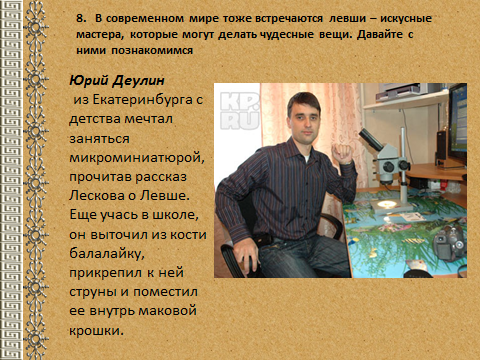 8. В современном мире тоже встречаются левши – искусные
мастера, которые могут делать чудесные вещи. Давайте с
ними познакомимся
Юрий Деулин
из Екатеринбурга с
детства мечтал
заняться
микроминиатюрой,
прочитав рассказ
Лескова о Левше.
Еще учась в школе,
он выточил из кости
балалайку,
прикрепил к ней
струны и поместил
ее внутрь маковой
крошки.
KP.
RU